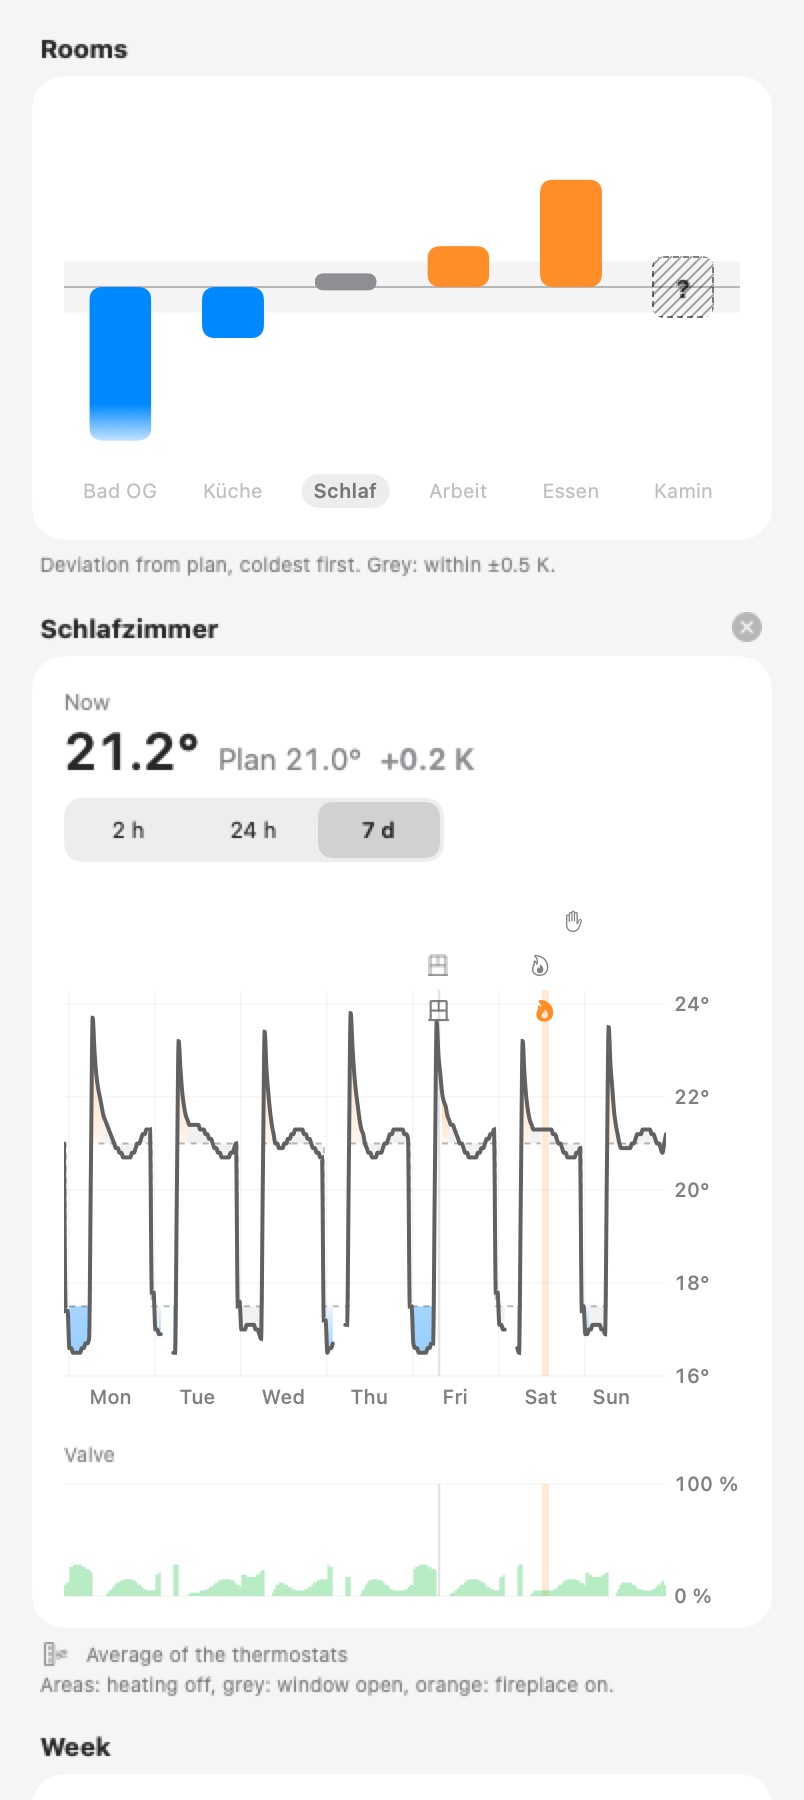 Rooms
?
Bad OG Küche Schlaf Arbeit Essen Kamin
Deviation from plan, coldest first. Grey: within ±0.5 K.
Schlafzimmer
Now
21.2° Plan 21.0° +0.2 K
2 h 24 h 7 d
24°
22°
20°
18°
16°
Mon Tue Wed Thu Fri Sat Sun
Valve
100 %
0 %
Average of the thermostats
Areas: heating off, grey: window open, orange: fireplace on.
Week